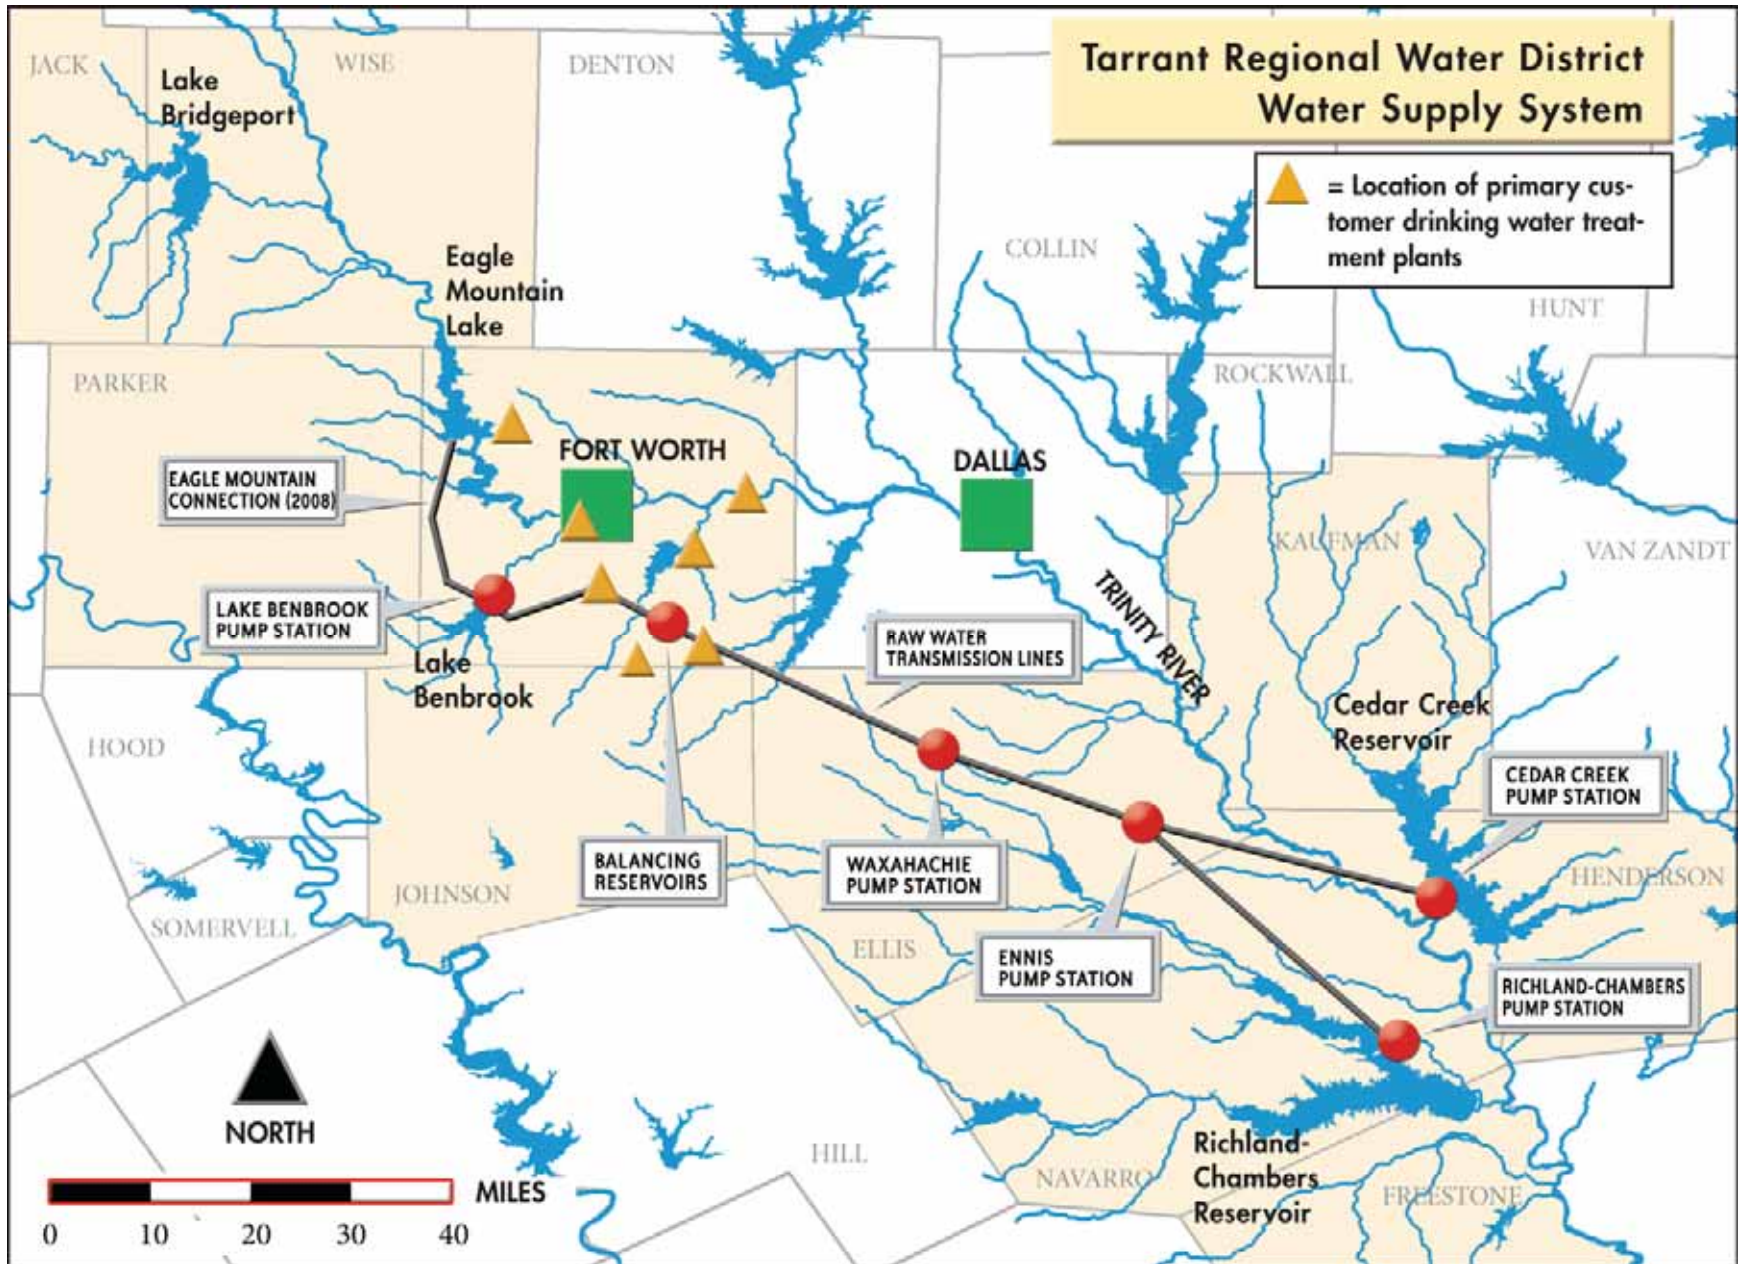 Tarrant Regional Water District
Water Supply System
= Location of primary cus-
tomer drinking water treat-
ment plants
JACK
WISE
DENTON
Lake
Bridgeport
COLLIN
Eagle
Mountain
Lake
HUNT
PARKER
ROCKWALL
FORT WORTH
DALLAS
EAGLE MOUNTAIN
CONNECTION (2008)
KAUFMAN
VAN ZANDT
LAKE BENBROOK
PUMP STATION
TRINITY RIVER
RAW WATER
TRANSMISSION LINES
Lake
Benbrook
Cedar Creek
Reservoir
HOOD
CEDAR CREEK
PUMP STATION
BALANCING
RESERVOIRS
WAXAHACHIE
PUMP STATION
HENDERSON
JOHNSON
SOMERVELL
ELLIS
ENNIS
PUMP STATION
RICHLAND-CHAMBERS
PUMP STATION
NORTH
HILL
NAVARRO
Richland-
Chambers
Reservoir
FREESTONE
MILES
0 10 20 30 40